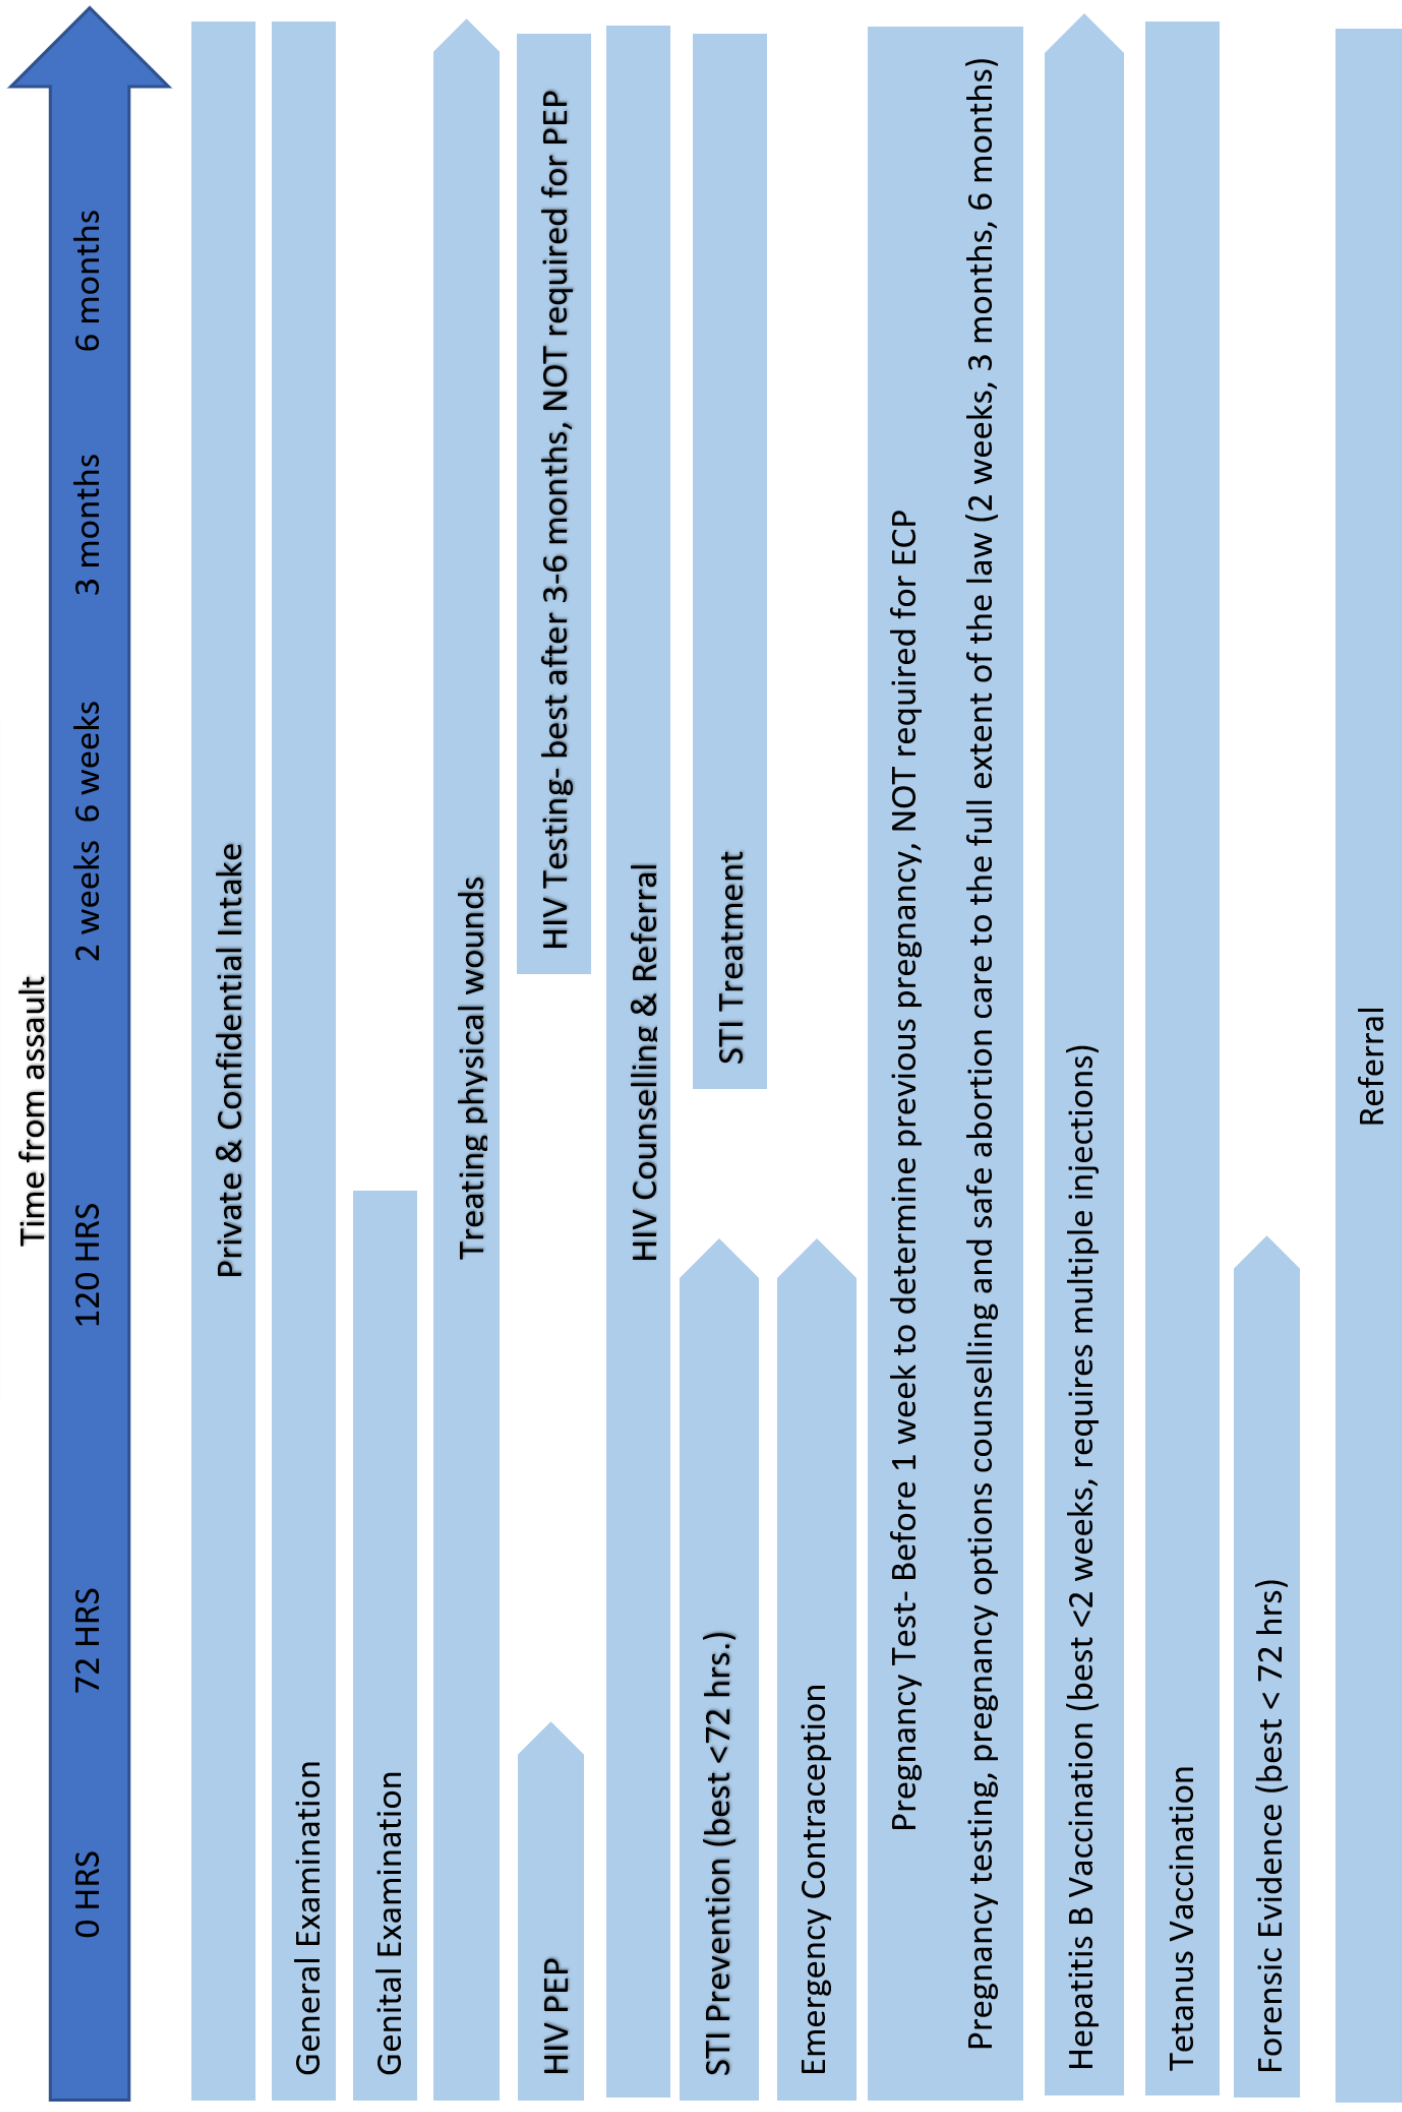 Time from assault
0 HRS 72 HRS 120 HRS 2 weeks 6 weeks 3 months 6 months
Private & Confidential Intake
General Examination
Genital Examination
Treating physical wounds
HIV PEP
HIV Testing- best after 3-6 months, NOT required for PEP
HIV Counselling & Referral
STI Prevention (best <72 hrs.)
STI Treatment
Emergency Contraception
Pregnancy Test- Before 1 week to determine previous pregnancy, NOT required for ECP
Pregnancy testing, pregnancy options counselling and safe abortion care to the full extent of the law (2 weeks, 3 months, 6 months)
Hepatitis B Vaccination (best <2 weeks, requires multiple injections)
Tetanus Vaccination
Forensic Evidence (best < 72 hrs)
Referral